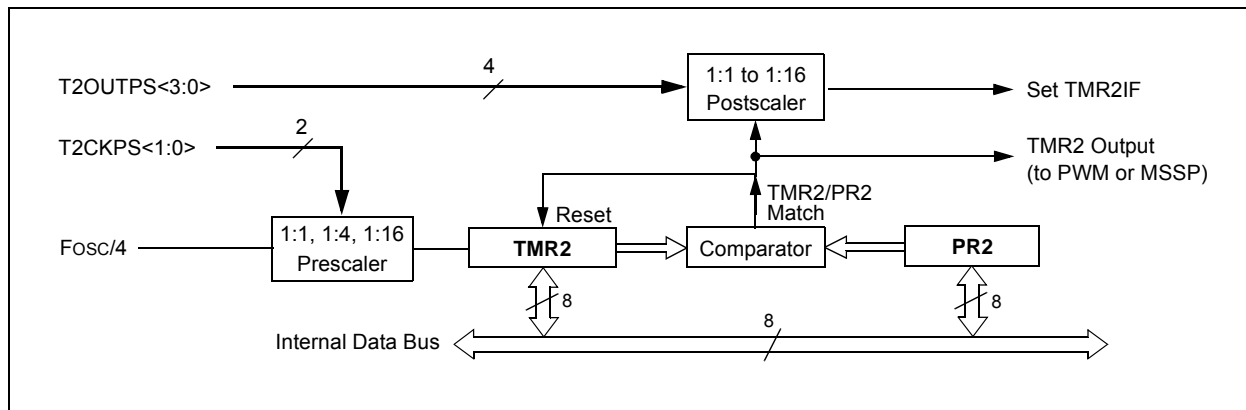 4
1:1 to 1:16
Postscaler
T2OUTPS<3:0>
Set TMR2IF
2
T2CKPS<1:0>
TMR2 Output
(to PWM or MSSP)
TMR2/PR2
Match
Reset
1:1, 1:4, 1:16
Prescaler
FOSC/4
TMR2
Comparator
PR2
8
8
8
Internal Data Bus